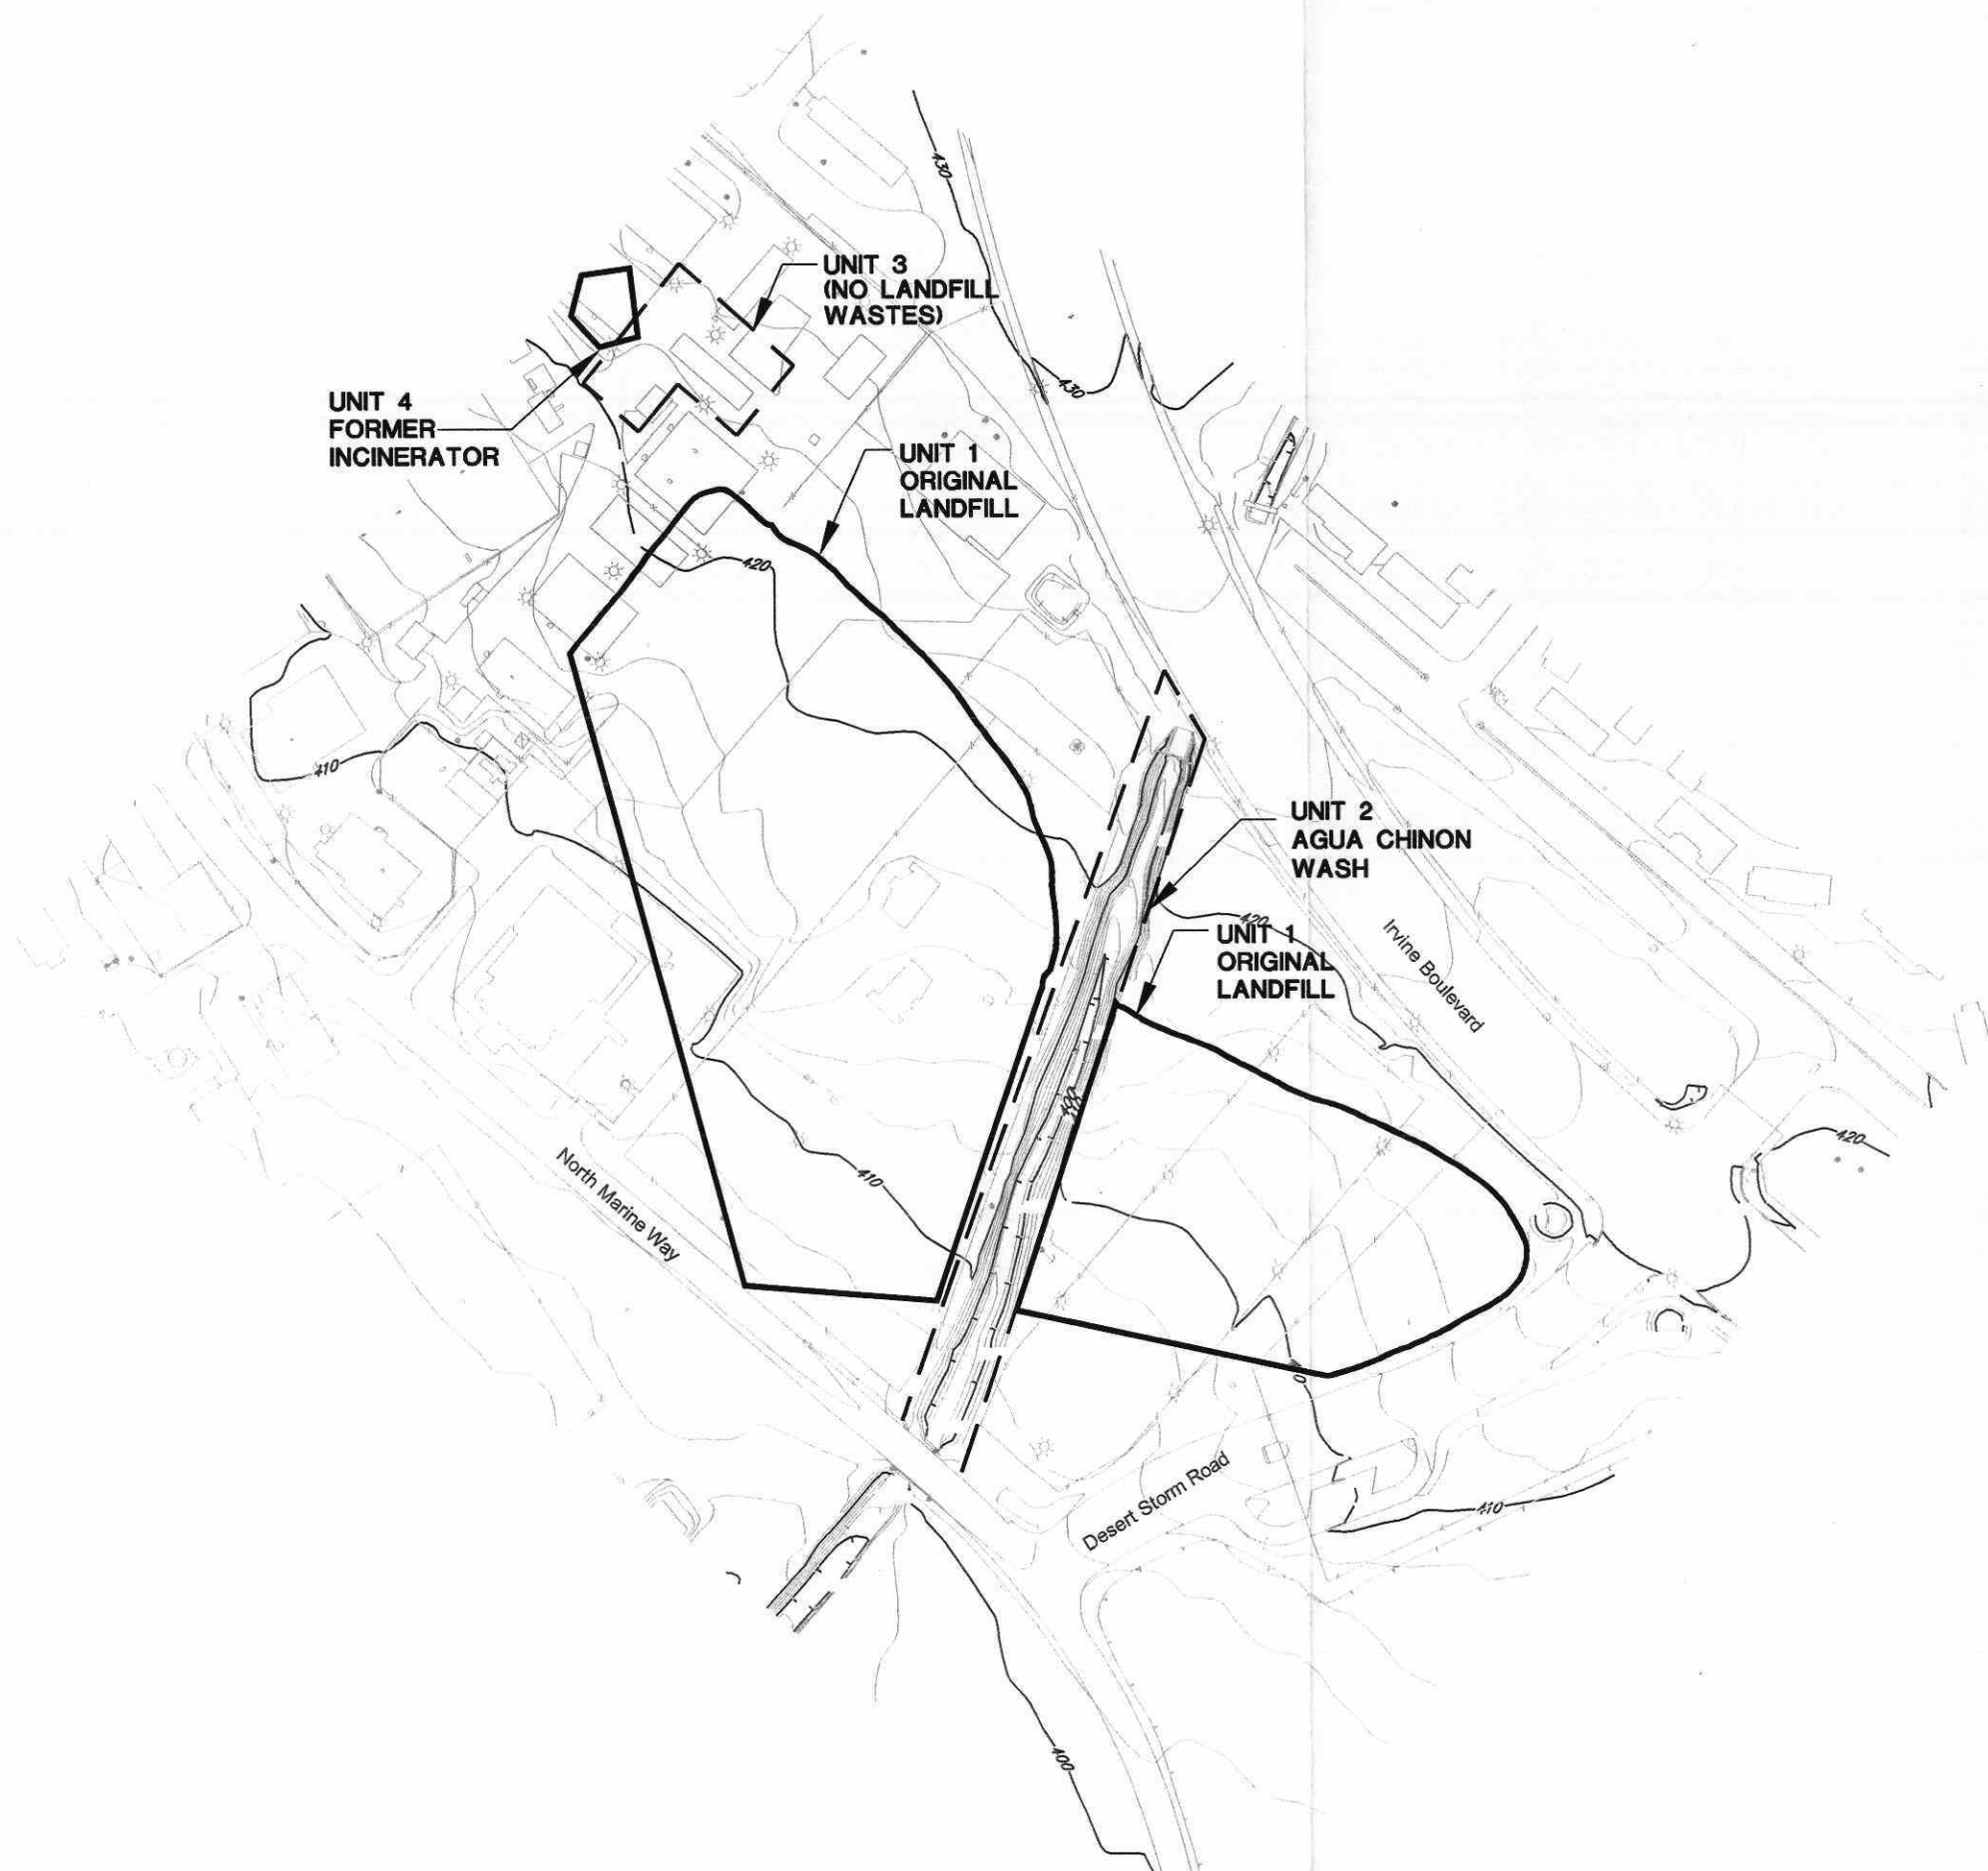 430
UNIT 3
(NO LANDFILL
WASTES)
430
UNIT 4
FORMER
INCINERATOR
UNIT 1
ORIGINAL
LANDFILL
420
410
UNIT 2
AGUA CHINON
WASH
420
UNIT 1
ORIGINAL
LANDFILL
Irvine Boulevard
420
410
North Marine Way
Desert Storm Road
410
400